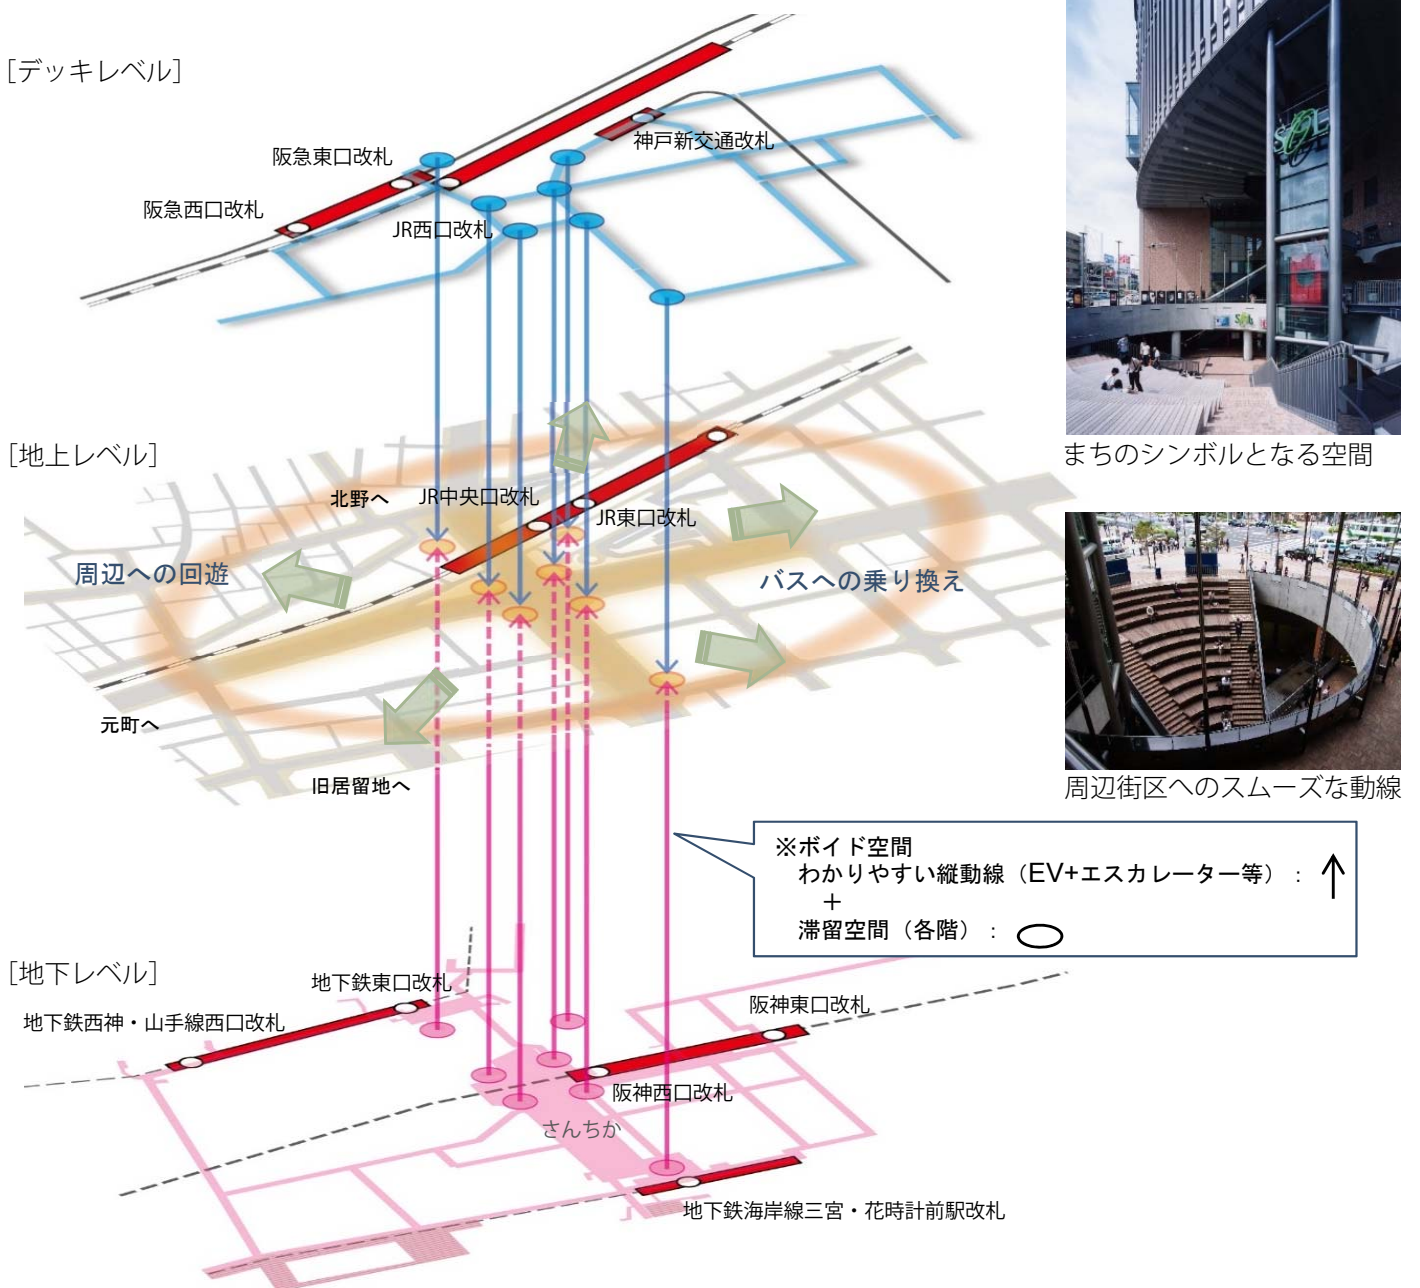 [デッキレベル]
神戸新交通改札
阪急東口改札
阪急西口改札
JR西口改札
まちのシンボルとなる空間
[地上レベル]
北野へ
JR中央口改札
JR東口改札
周辺への回遊
バスへの乗り換え
元町へ
旧居留地へ
周辺街区へのスムーズな動線
※ボイド空間
わかりやすい縦動線（EV+エスカレーター等）：
+
滞留空間（各階）：
[地下レベル]
地下鉄東口改札
地下鉄西神・山手線西口改札
阪神東口改札
阪神西口改札
さんちか
地下鉄海岸線三宮・花時計前駅改札